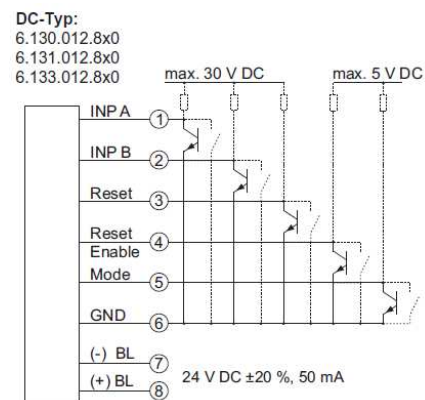 DC-Typ:
6.130.012.8x0
6.131.012.8x0
6.133.012.8x0
max. 30 V DC
max. 5 V DC
INP A
1
INP B
2
Reset
3
Reset
Enable
4
Mode
5
GND
6
(-) BL
7
(+) BL
8
24 V DC ±20 %, 50 mA